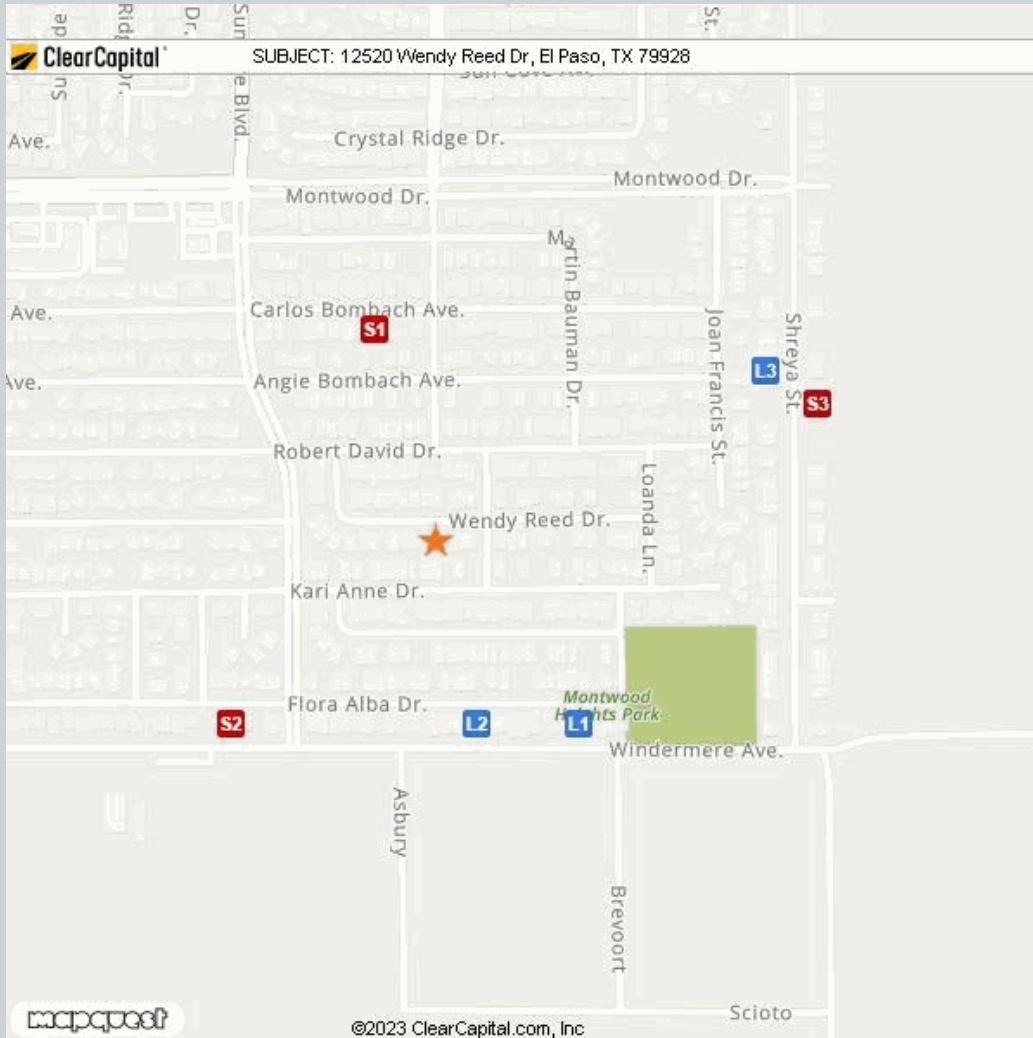 Dr.
St.
ClearCapital
SUBJECT: 12520 Wendy Reed Dr, El Paso, TX 79928
e Blvd.
Crystal Ridge Dr.
Ave.
Montwood Dr.
Montwood Dr.
Martin Bauman Dr.
Carlos Bombach Ave.
Ave.
S1
Joan Francis St.
Shreya St.
L3
Angie Bombach Ave.
Ave.
S3
Robert David Dr.
Loanda Ln.
Wendy Reed Dr.
Kari Anne Dr.
Flora Alba Dr.
Montwood
Heights Park
S2
L2
L1
Windermere Ave.
Asbury
Brevoort
Scioto
mapquest
©2023 ClearCapital.com, Inc